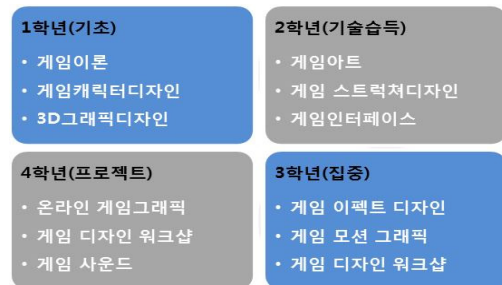 1학년(기초)
• 게임이론
• 게임캐릭터디자인
• 3D그래픽디자인
2학년(기술습득)
• 게임아트
• 게임 스트럭쳐디자인
• 게임인터페이스
4학년(프로젝트)
• 온라인 게임그래픽
• 게임 디자인 워크샵
• 게임 사운드
3학년(집중)
• 게임 이펙트 디자인
• 게임 모션 그래픽
• 게임 디자인 워크샵